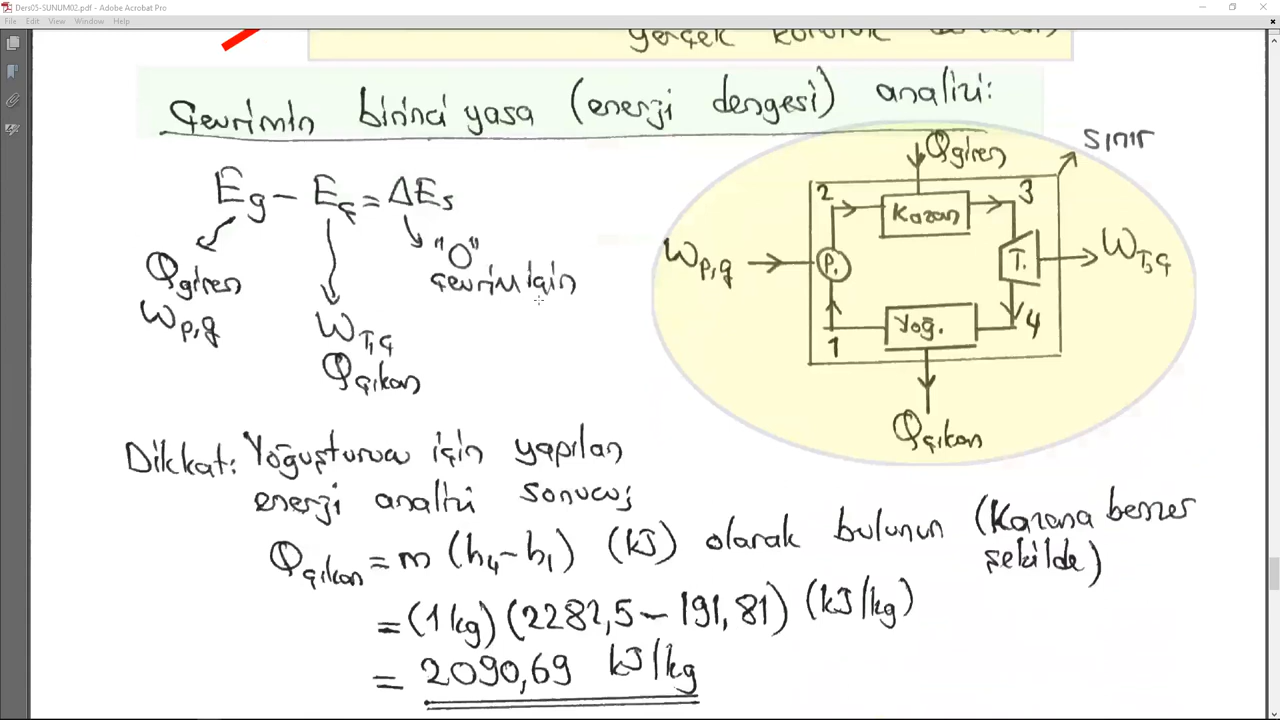 Ders05-SUNUM02.pdf - Adobe Acrobat Pro
File Edit View Window Help
gerçek
Çevrimin birinci yasa (enerji dengesi) analizi:
Eg - Eç = ΔEs
Qgiren
Wp,g
WT,ç
Qçıkan
"0"
çevrim için
sınır
Qgiren
2
Kazan
3
Wp,g
P.
T.
WT,ç
1
Yoğ.
4
Qçıkan
Dikkat: Yoğuşturucu için yapılan
enerji analizi sonucu;
Qçıkan = m (h4-h1) (kJ) olarak bulunur (Kazana benzer
şekilde)
= (1 kg) (2282,5 - 191,81) (kJ/kg)
= 2090,69 kJ/kg